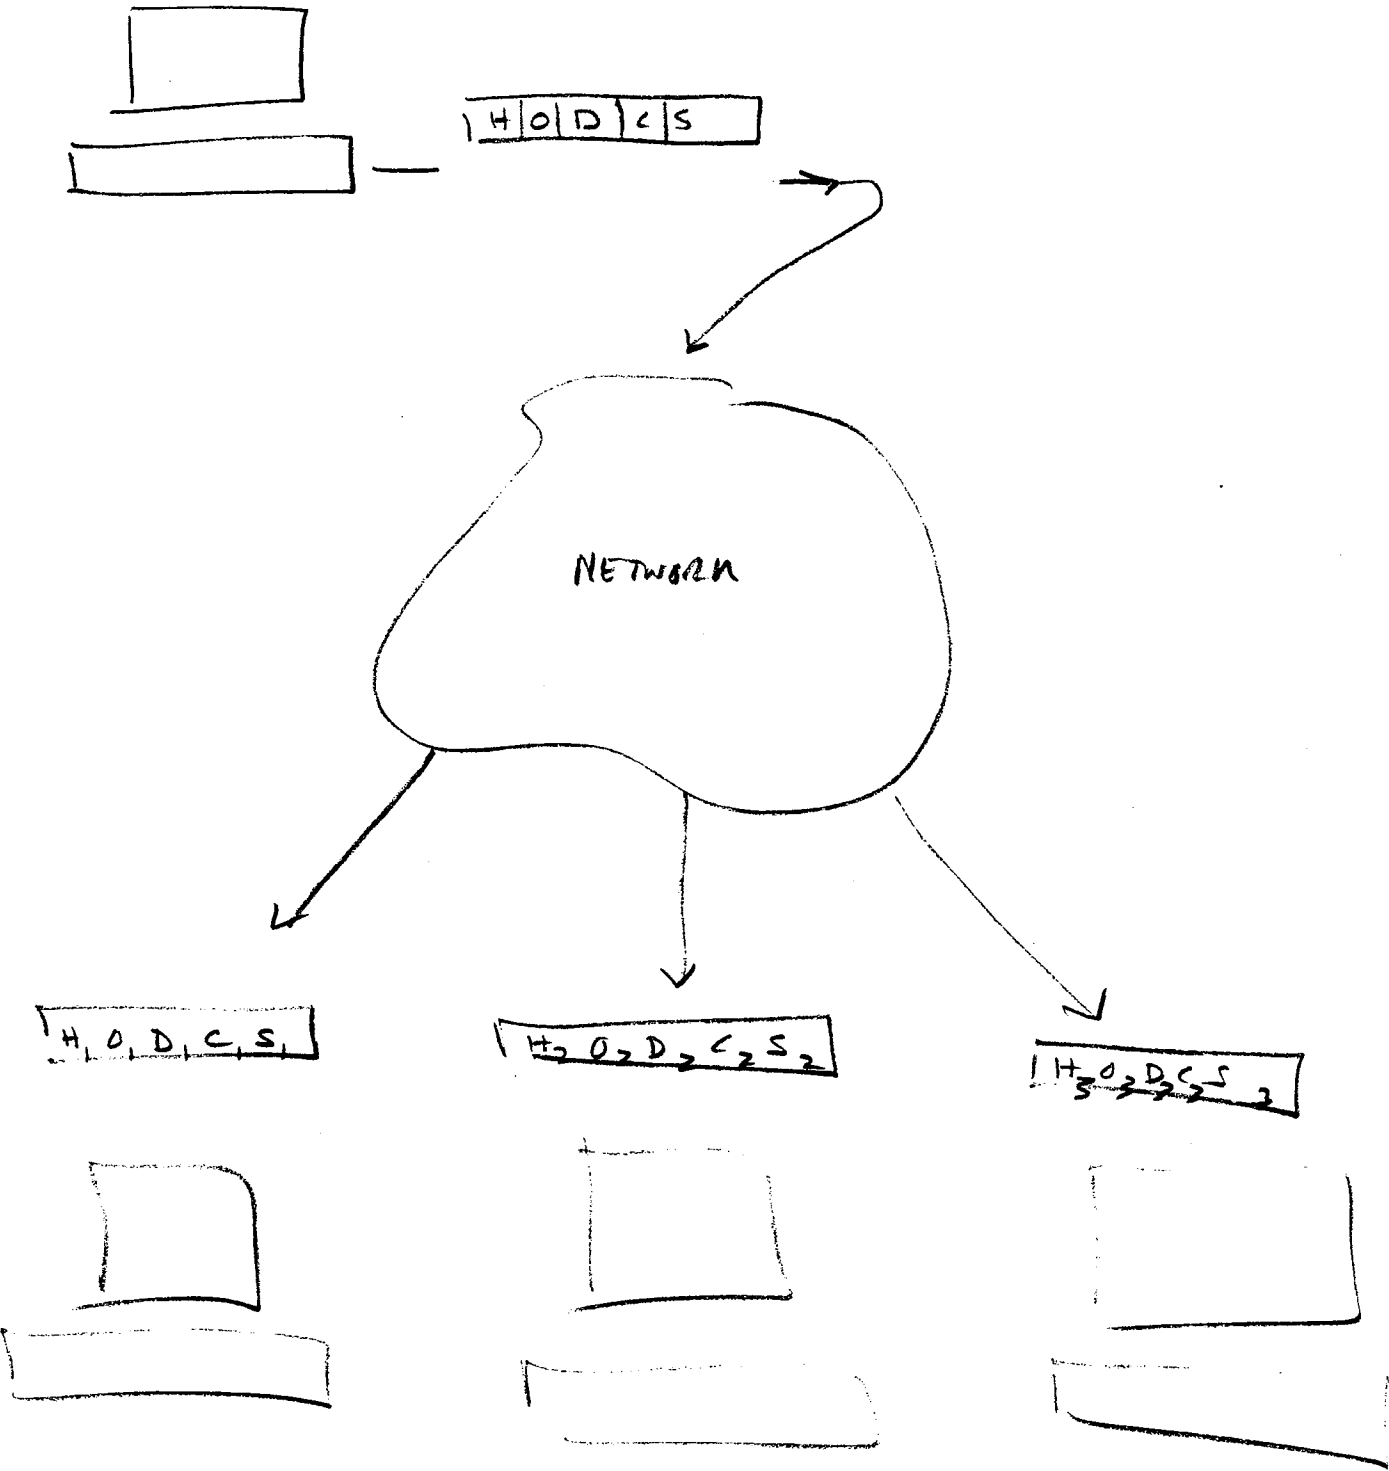 H O D C S
NETWORK
H₁ O₁ D₁ C₁ S₁
H₂ O₂ D₂ C₂ S₂
H₃ O₃ D₃ C₃ S₃